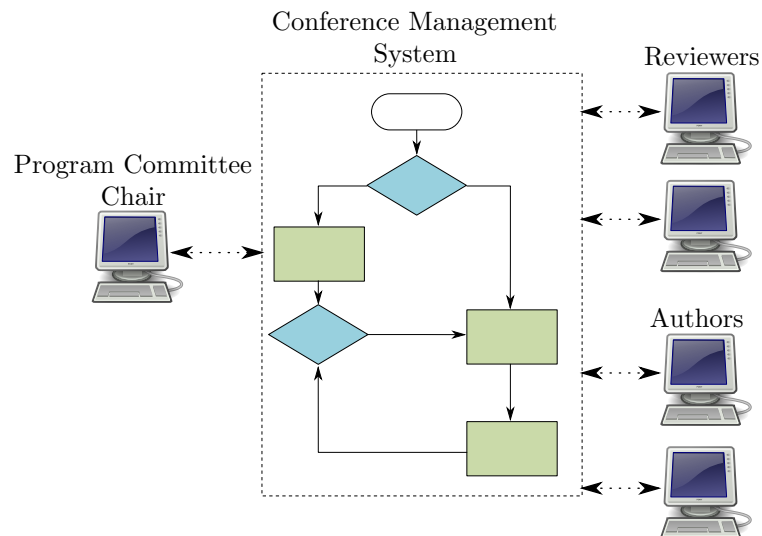 Conference Management
System
Reviewers
Program Committee
Chair
Authors